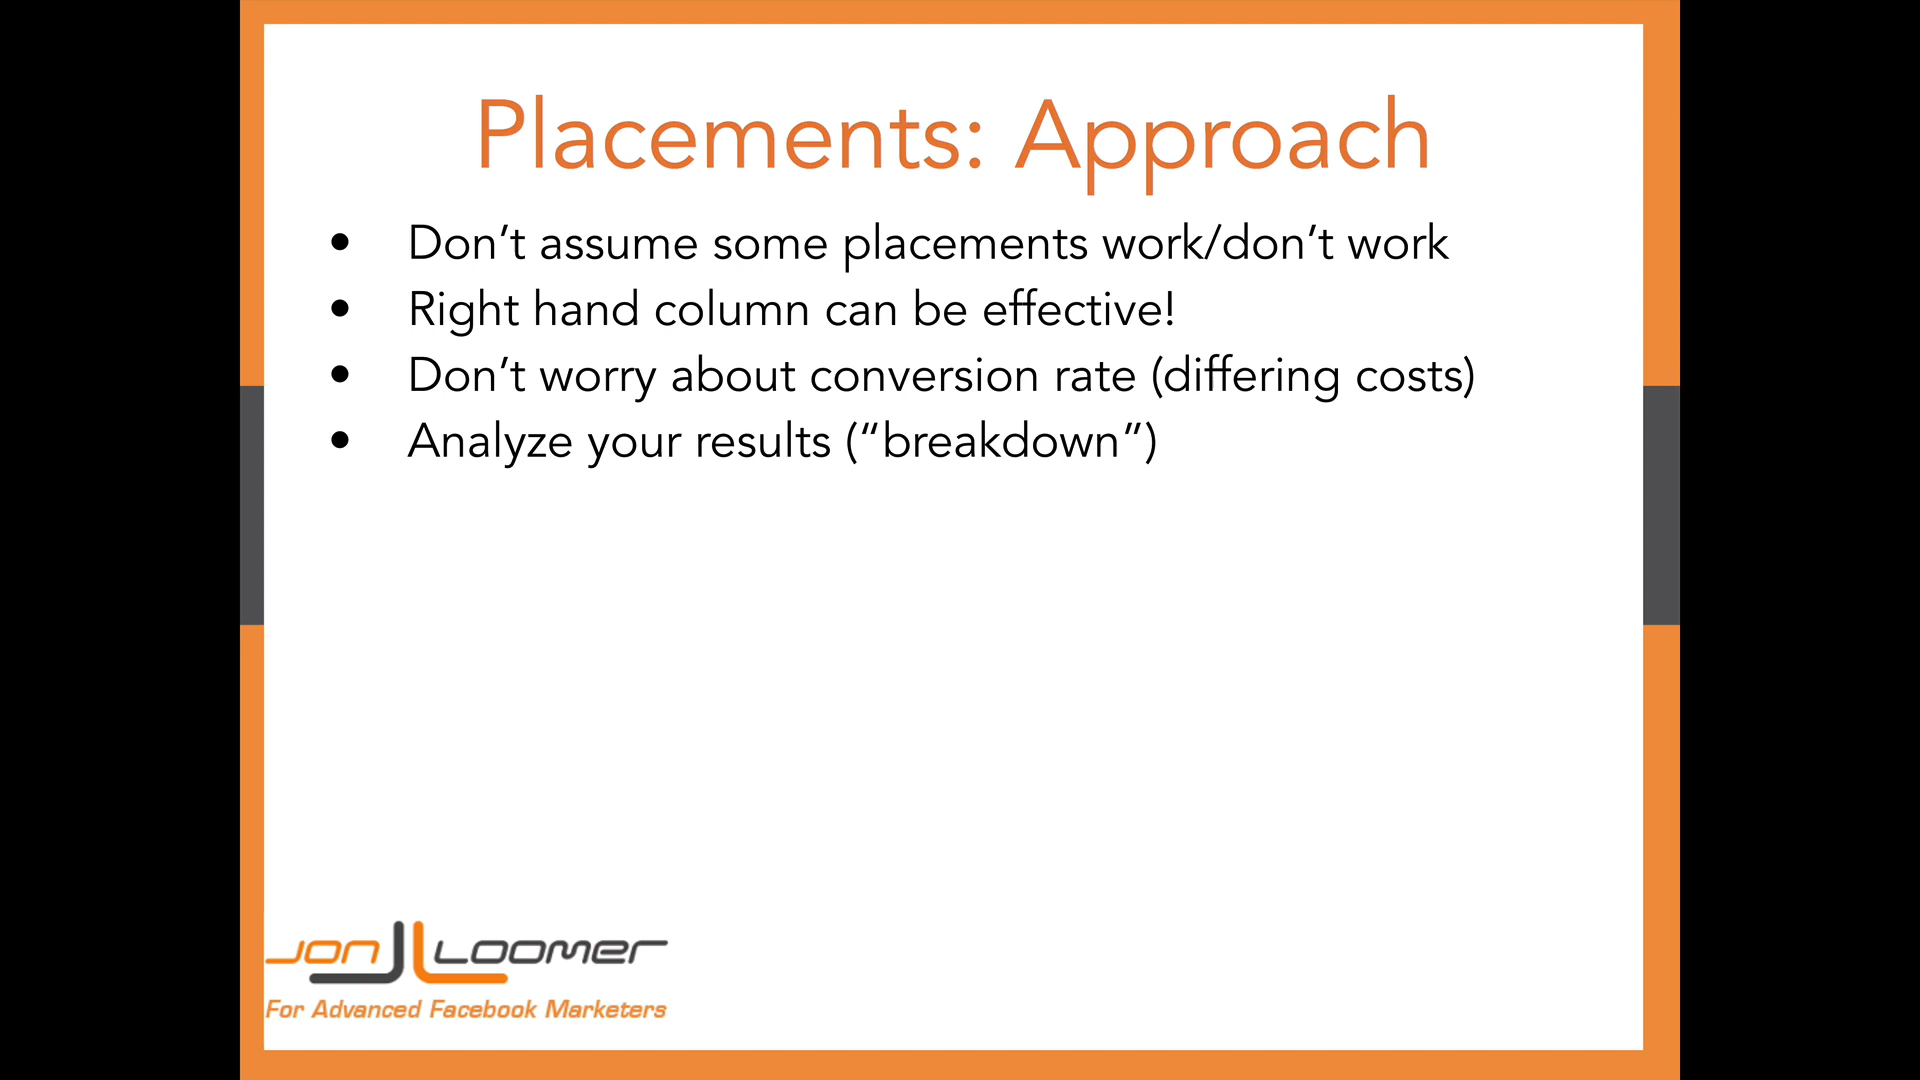 Placements: Approach
• Don’t assume some placements work/don’t work
• Right hand column can be effective!
• Don’t worry about conversion rate (differing costs)
• Analyze your results (“breakdown”)
Jon Loomer
For Advanced Facebook Marketers